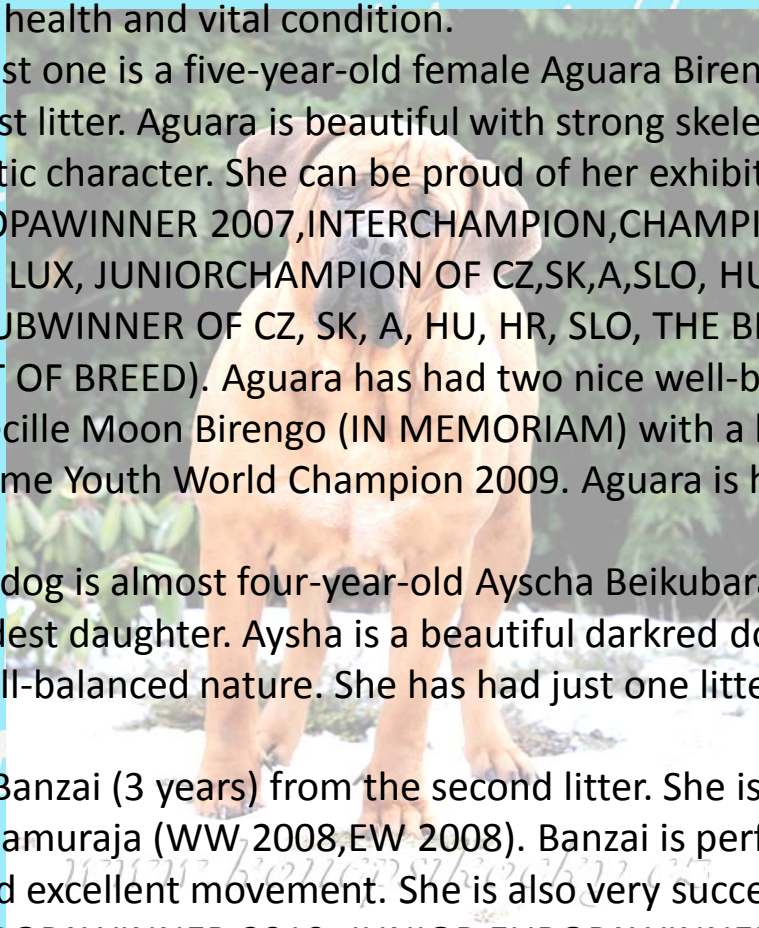 health and vital condition.
st one is a five-year-old female Aguara Biren
st litter. Aguara is beautiful with strong skele
tic character. She can be proud of her exhibit
OPAWINNER 2007,INTERCHAMPION,CHAMPI
LUX, JUNIORCHAMPION OF CZ,SK,A,SLO, HU
UBWINNER OF CZ, SK, A, HU, HR, SLO, THE BE
T OF BREED). Aguara has had two nice well-b
ecille Moon Birengo (IN MEMORIAM) with a
me Youth World Champion 2009. Aguara is h
dog is almost four-year-old Ayscha Beikubara
dest daughter. Aysha is a beautiful darkred do
ll-balanced nature. She has had just one litte
Banzai (3 years) from the second litter. She is
amuraja (WW 2008,EW 2008). Banzai is perf
d excellent movement. She is also very succe